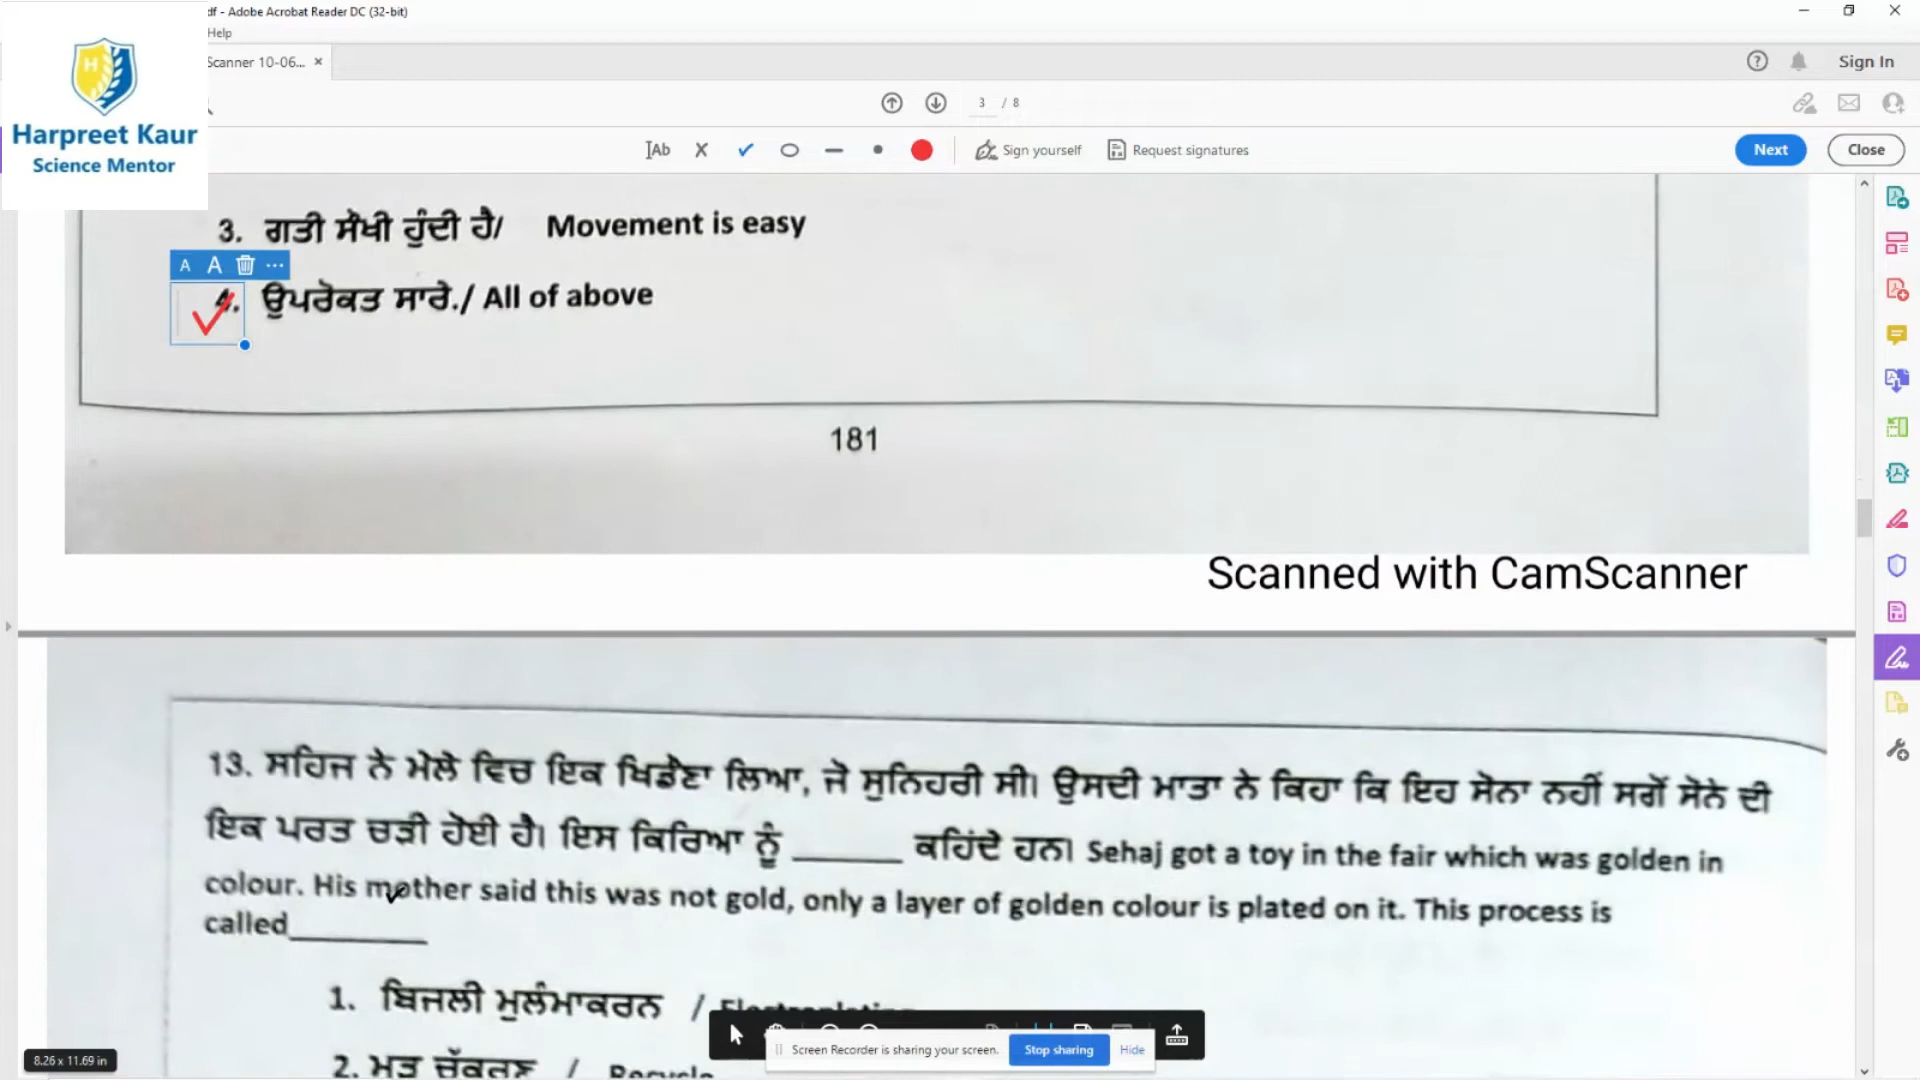 df - Adobe Acrobat Reader DC (32-bit)
Help
Scanner 10-06...
Sign In
Harpreet Kaur
Science Mentor
3 / 8
Sign yourself
Request signatures
Next
Close
3. ਗਤੀ ਸੌਖੀ ਹੁੰਦੀ ਹੈ/ Movement is easy
A A
4. ਉਪਰੋਕਤ ਸਾਰੇ./ All of above
181
Scanned with CamScanner
13. ਸਹਿਜ ਨੇ ਮੇਲੇ ਵਿਚ ਇਕ ਖਿਡੌਣਾ ਲਿਆ, ਜੋ ਸੁਨਿਹਰੀ ਸੀ। ਉਸਦੀ ਮਾਤਾ ਨੇ ਕਿਹਾ ਕਿ ਇਹ ਸੋਨਾ ਨਹੀਂ ਸਗੋਂ ਸੋਨੇ ਦੀ
ਇਕ ਪਰਤ ਚੜੀ ਹੋਈ ਹੈ। ਇਸ ਕਿਰਿਆ ਨੂੰ ______ ਕਹਿੰਦੇ ਹਨ। Sehaj got a toy in the fair which was golden in
colour. His mother said this was not gold, only a layer of golden colour is plated on it. This process is
called________
1. ਬਿਜਲੀ ਮੁਲੰਮਾਕਰਨ / Electroplating
2. ਮੜ ਚੱਕਰਣ / Recycle
Screen Recorder is sharing your screen.
Stop sharing
Hide
8.26 x 11.69 in